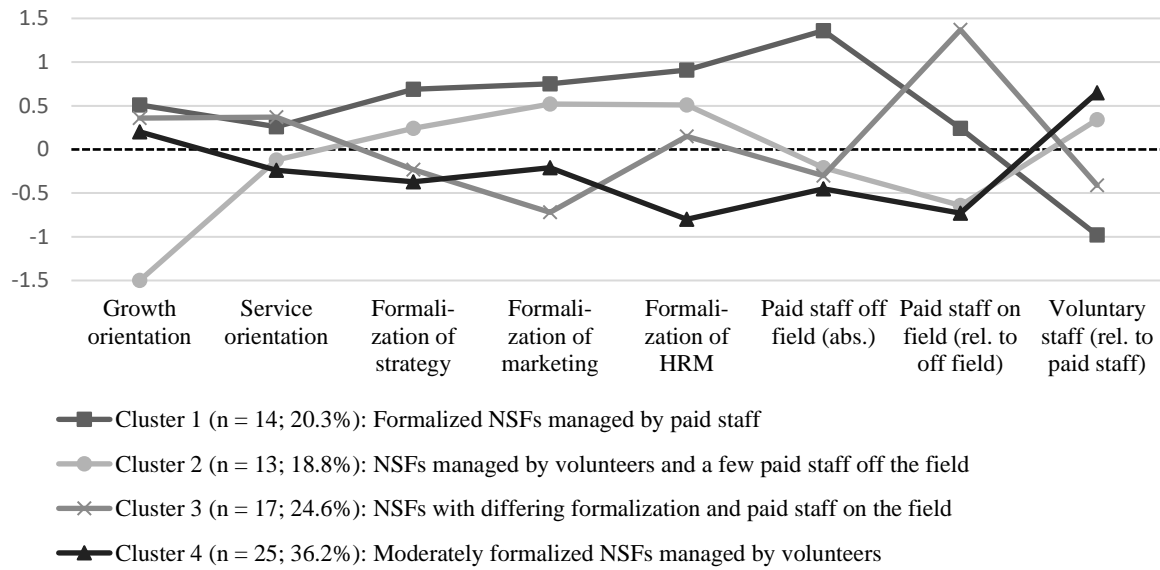 1.5
1
0.5
0
-0.5
-1
-1.5
Growth
orientation
Service
orientation
Formali-
zation of
strategy
Formali-
zation of
marketing
Formali-
zation of
HRM
Paid staff off
field (abs.)
Paid staff on
field (rel. to
off field)
Voluntary
staff (rel. to
paid staff)
Cluster 1 (n = 14; 20.3%): Formalized NSFs managed by paid staff
Cluster 2 (n = 13; 18.8%): NSFs managed by volunteers and a few paid staff off the field
Cluster 3 (n = 17; 24.6%): NSFs with differing formalization and paid staff on the field
Cluster 4 (n = 25; 36.2%): Moderately formalized NSFs managed by volunteers